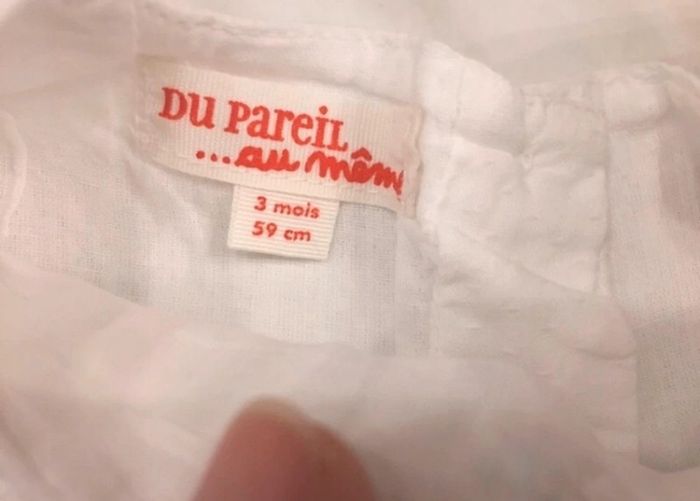 DU PAREIL
...au même
3 mois
59 cm